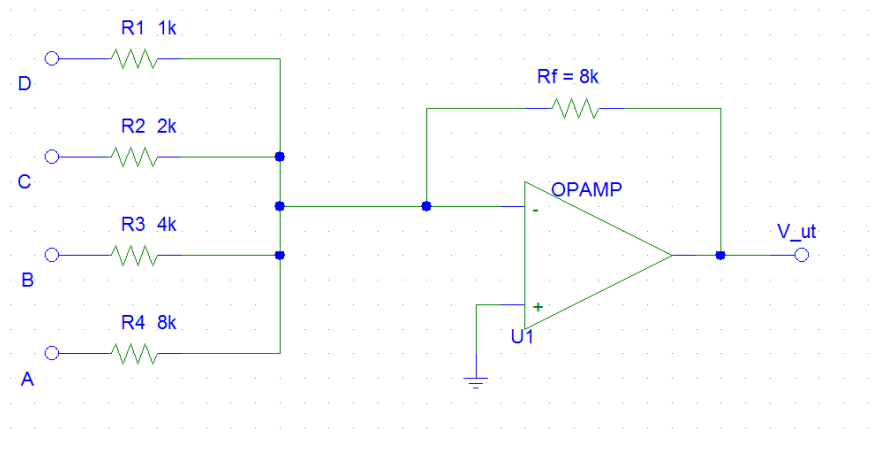 R1 1k
D
Rf = 8k
R2 2k
C
OPAMP
-
R3 4k
V_ut
B
+
R4 8k
U1
A